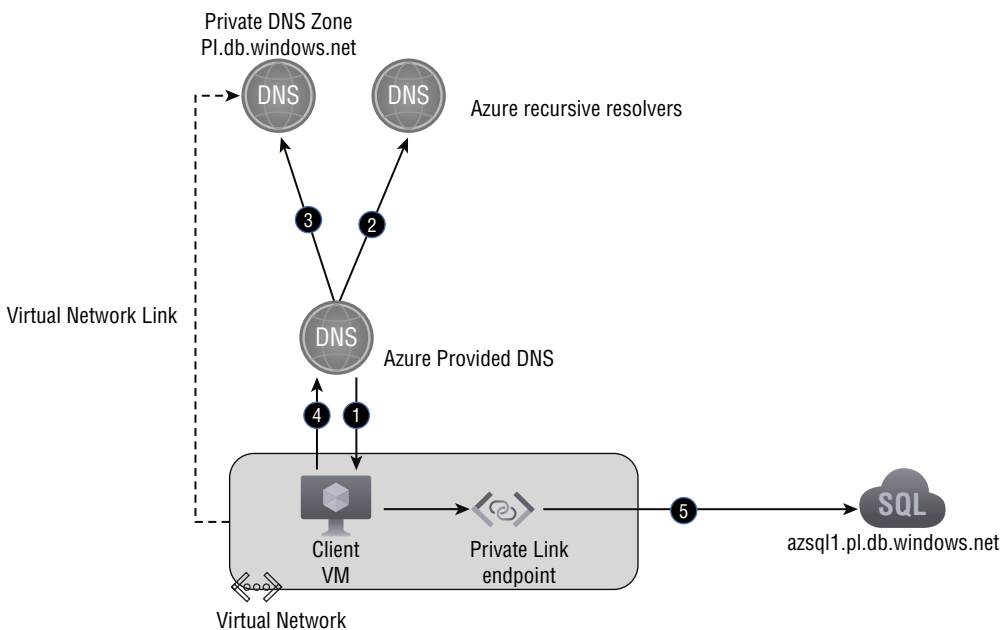 Private DNS Zone
Pl.db.windows.net
DNS
DNS
Azure recursive resolvers
3
2
Virtual Network Link
DNS
Azure Provided DNS
4
1
5
SQL
azsql1.pl.db.windows.net
Client
VM
Private Link
endpoint
Virtual Network